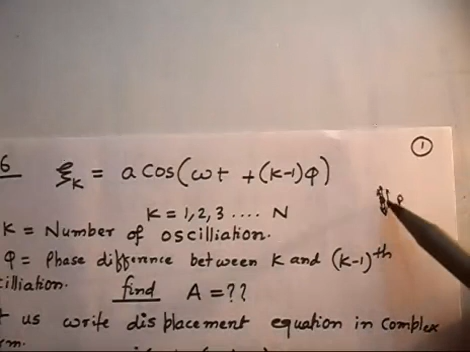 ①
6 ξk = a cos(ωt + (k-1)φ)
k = 1,2,3 .... N
k = Number of oscilliation.
φ = Phase difference between k and (k-1)th
cilliation. find A = ??
t us write displacement equation in complex